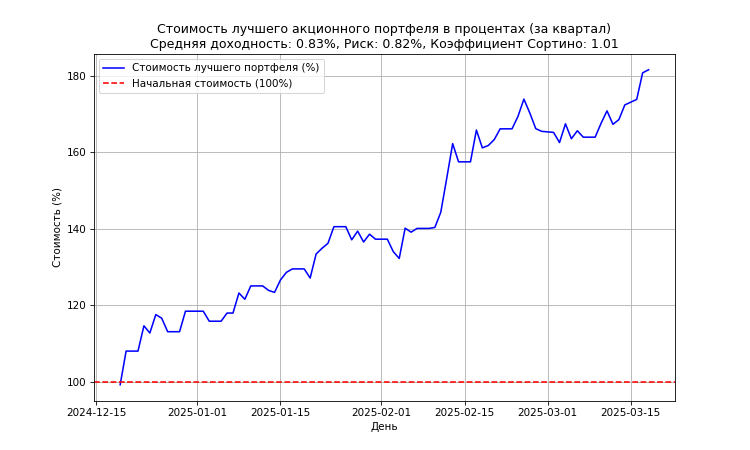 Стоимость лучшего акционного портфеля в процентах (за квартал)
Средняя доходность: 0.83%, Риск: 0.82%, Коэффициент Сортино: 1.01
Стоимость лучшего портфеля (%)
Начальная стоимость (100%)
Стоимость (%)
180
160
140
120
100
2024-12-15
2025-01-01
2025-01-15
2025-02-01
2025-02-15
2025-03-01
2025-03-15
День